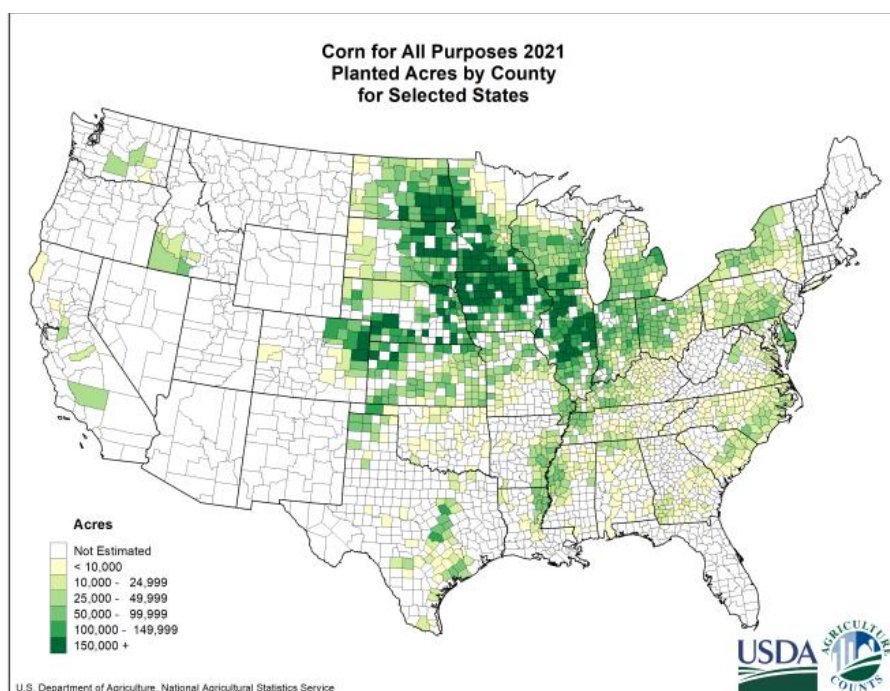 Corn for All Purposes 2021
Planted Acres by County
for Selected States
Acres
Not Estimated
< 10,000
10,000 - 24,999
25,000 - 49,999
50,000 - 99,999
100,000 - 149,999
150,000 +
USDA
AGRICULTURE
COUNTS
U.S. Department of Agriculture, National Agricultural Statistics Service